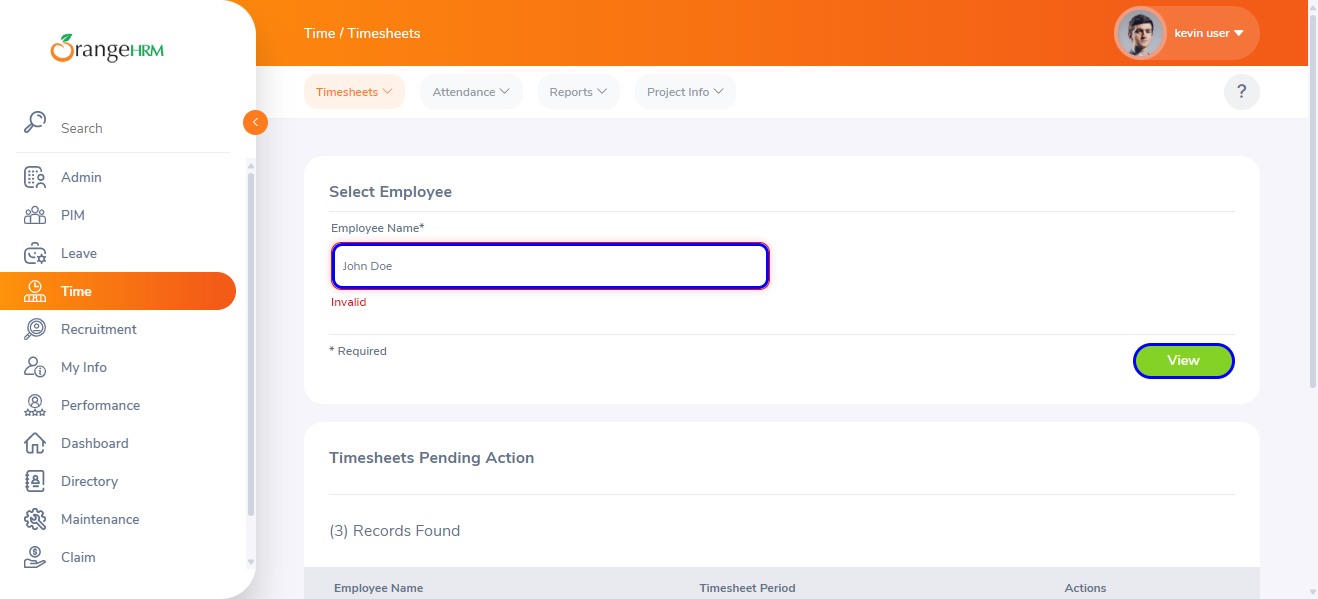 OrangeHRM
Time / Timesheets
kevin user
Timesheets
Attendance
Reports
Project Info
?
Search
Admin
PIM
Leave
Time
Recruitment
My Info
Performance
Dashboard
Directory
Maintenance
Claim
Select Employee
Employee Name*
John Doe
Invalid
* Required
View
Timesheets Pending Action
(3) Records Found
Employee Name Timesheet Period Actions